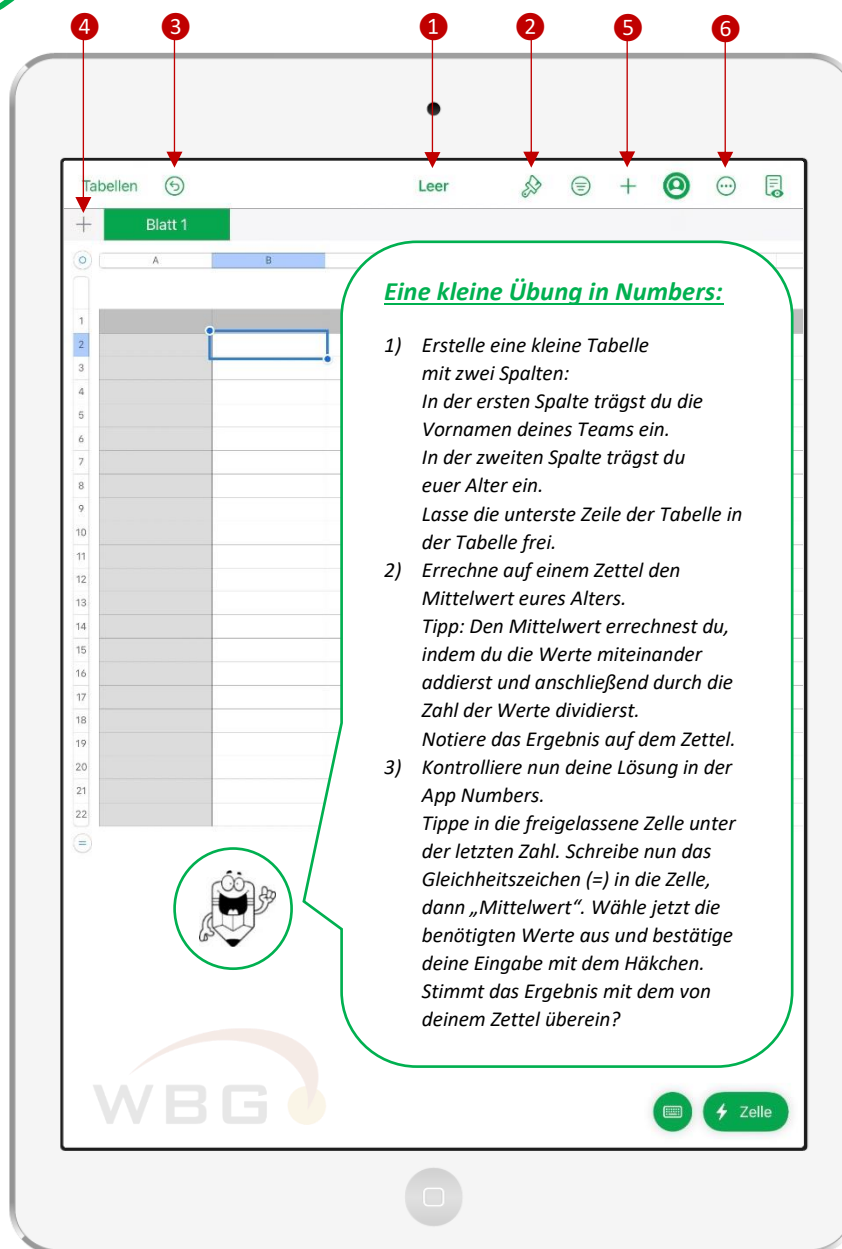 4 3 1 2 5 6
Tabellen Leer
+ Blatt 1
A B
Eine kleine Übung in Numbers:
1) Erstelle eine kleine Tabelle
mit zwei Spalten:
In der ersten Spalte trägst du die
Vornamen deines Teams ein.
In der zweiten Spalte trägst du
euer Alter ein.
Lasse die unterste Zeile der Tabelle in
der Tabelle frei.
2) Errechne auf einem Zettel den
Mittelwert eures Alters.
Tipp: Den Mittelwert errechnest du,
indem du die Werte miteinander
addierst und anschließend durch die
Zahl der Werte dividierst.
Notiere das Ergebnis auf dem Zettel.
3) Kontrolliere nun deine Lösung in der
App Numbers.
Tippe in die freigelassene Zelle unter
der letzten Zahl. Schreibe nun das
Gleichheitszeichen (=) in die Zelle,
dann „Mittelwert“. Wähle jetzt die
benötigten Werte aus und bestätige
deine Eingabe mit dem Häkchen.
Stimmt das Ergebnis mit dem von
deinem Zettel überein?
1
2
3
4
5
6
7
8
9
10
11
12
13
14
15
16
17
18
19
20
21
22
=
WBG
Zelle